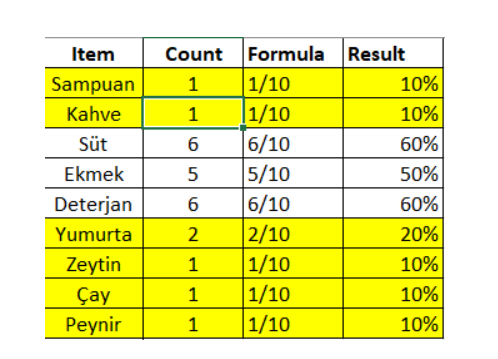 Item Count Formula Result
Sampuan 1 1/10 10%
Kahve 1 1/10 10%
Süt 6 6/10 60%
Ekmek 5 5/10 50%
Deterjan 6 6/10 60%
Yumurta 2 2/10 20%
Zeytin 1 1/10 10%
Çay 1 1/10 10%
Peynir 1 1/10 10%